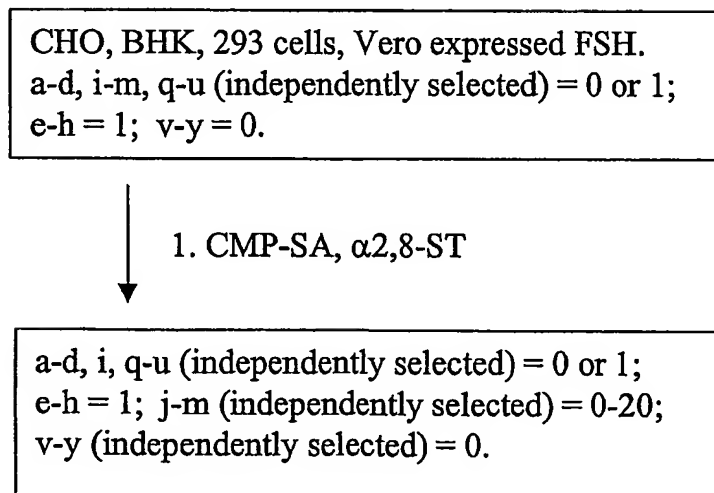 CHO, BHK, 293 cells, Vero expressed FSH.
a-d, i-m, q-u (independently selected) = 0 or 1;
e-h = 1; v-y = 0.
1. CMP-SA, α2,8-ST
a-d, i, q-u (independently selected) = 0 or 1;
e-h = 1; j-m (independently selected) = 0-20;
v-y (independently selected) = 0.